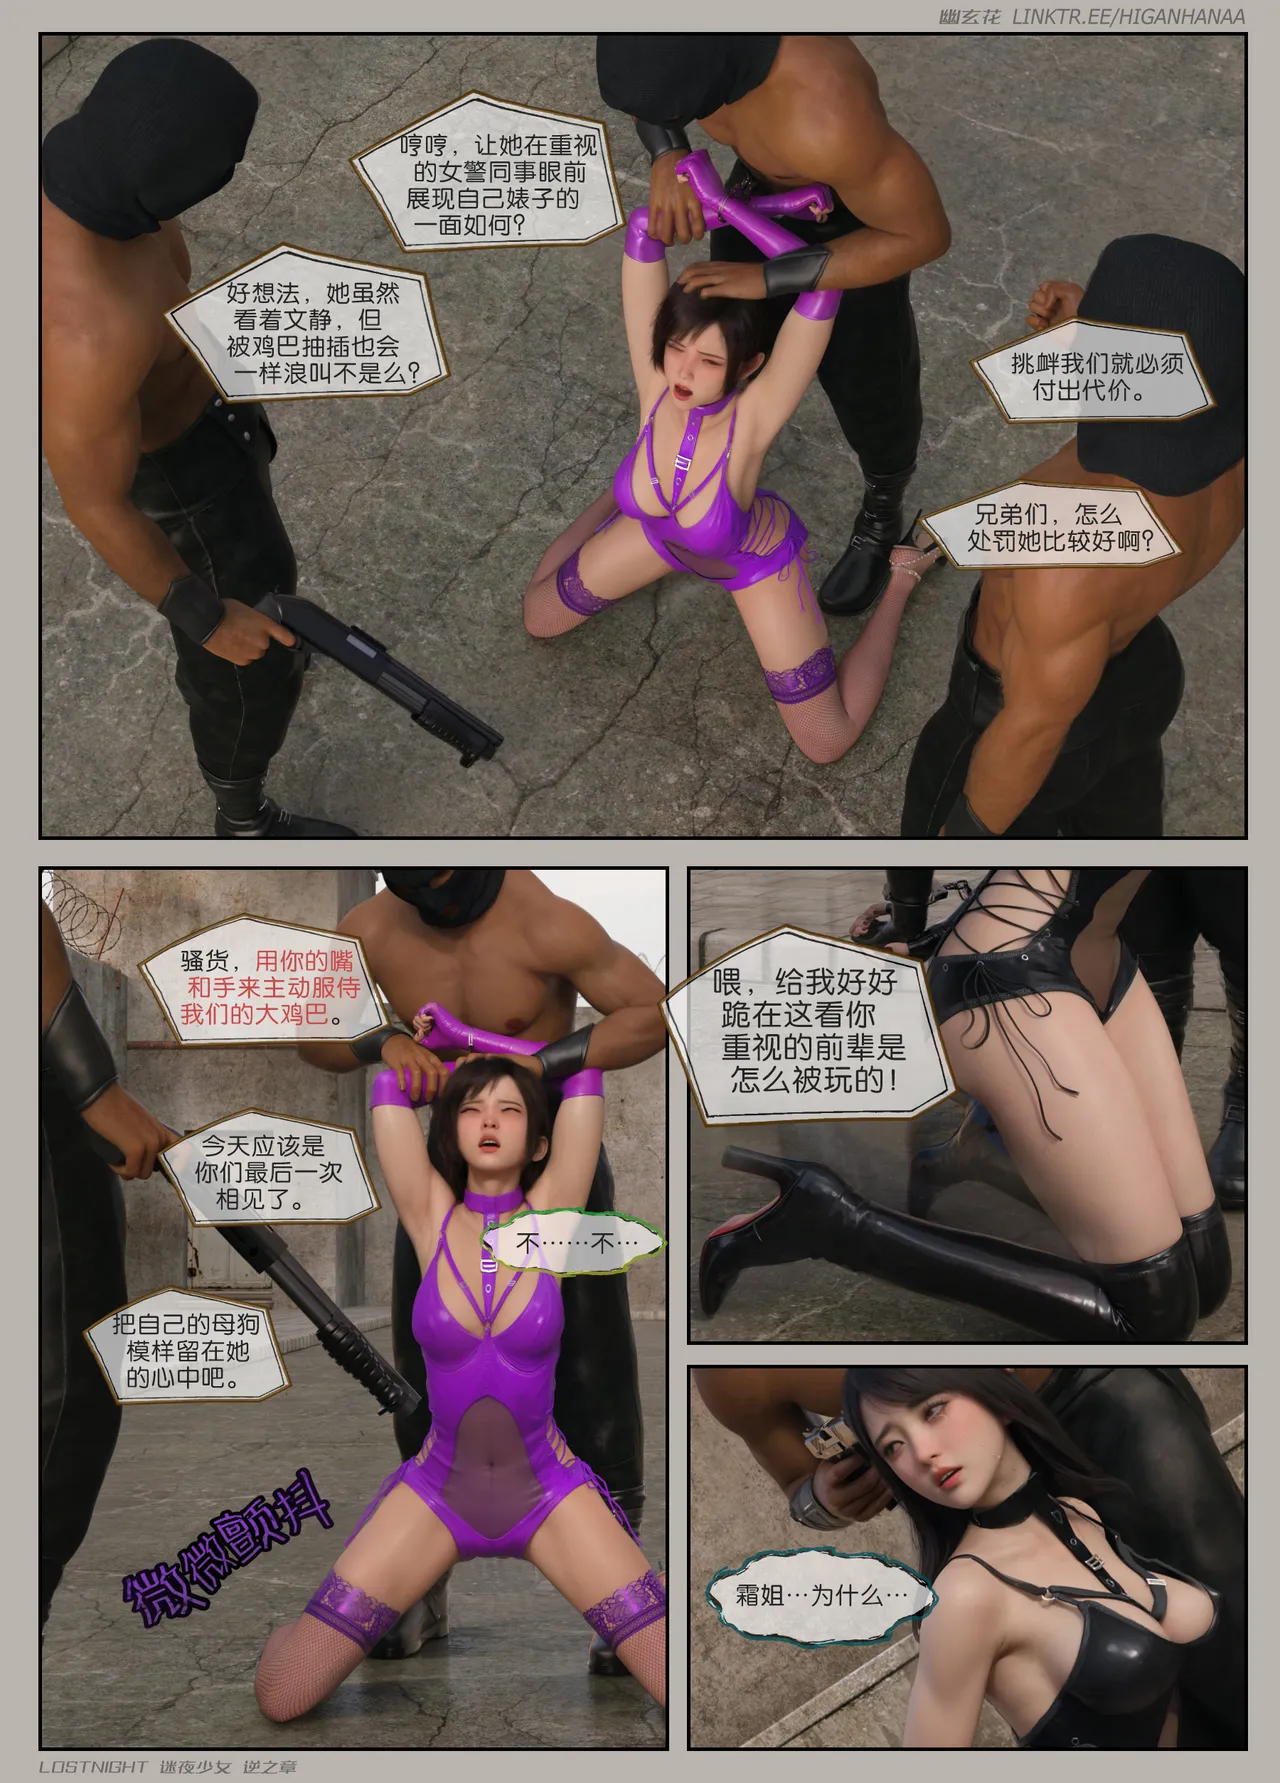 幽玄花 LINKTR.EE/HIGANHANAA
哼哼，让她在重视
的女警同事眼前
展现自己婊子的
一面如何？
好想法，她虽然
看着文静，但
被鸡巴抽插也会
一样浪叫不是么？
挑衅我们就必须
付出代价。
兄弟们，怎么
处罚她比较好啊？
骚货，用你的嘴
和手来主动服侍
我们的大鸡巴。
今天应该是
你们最后一次
相见了。
不……不…
把自己的母狗
模样留在她
的心中吧。
微微颤抖
喂，给我好好
跪在这看你
重视的前辈是
怎么被玩的！
霜姐…为什么…
LOSTNIGHT 迷夜少女 逆之章